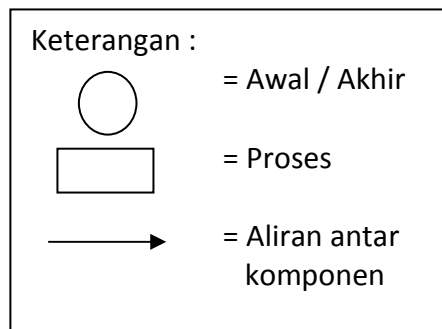 Keterangan :
= Awal / Akhir
= Proses
= Aliran antar
komponen